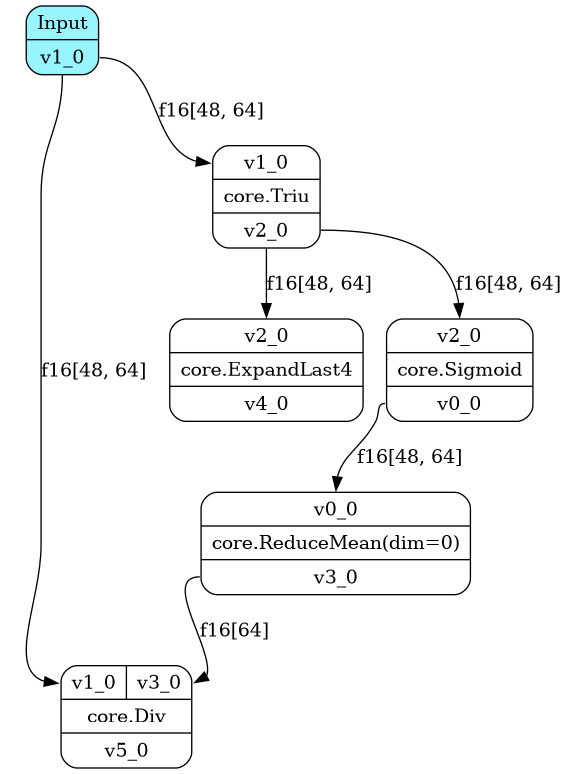 Input
v1_0
f16[48, 64]
v1_0
core.Triu
v2_0
f16[48, 64]
f16[48, 64]
v2_0
core.ExpandLast4
v4_0
v2_0
core.Sigmoid
v0_0
f16[48, 64]
f16[48, 64]
v0_0
core.ReduceMean(dim=0)
v3_0
f16[64]
v1_0 v3_0
core.Div
v5_0